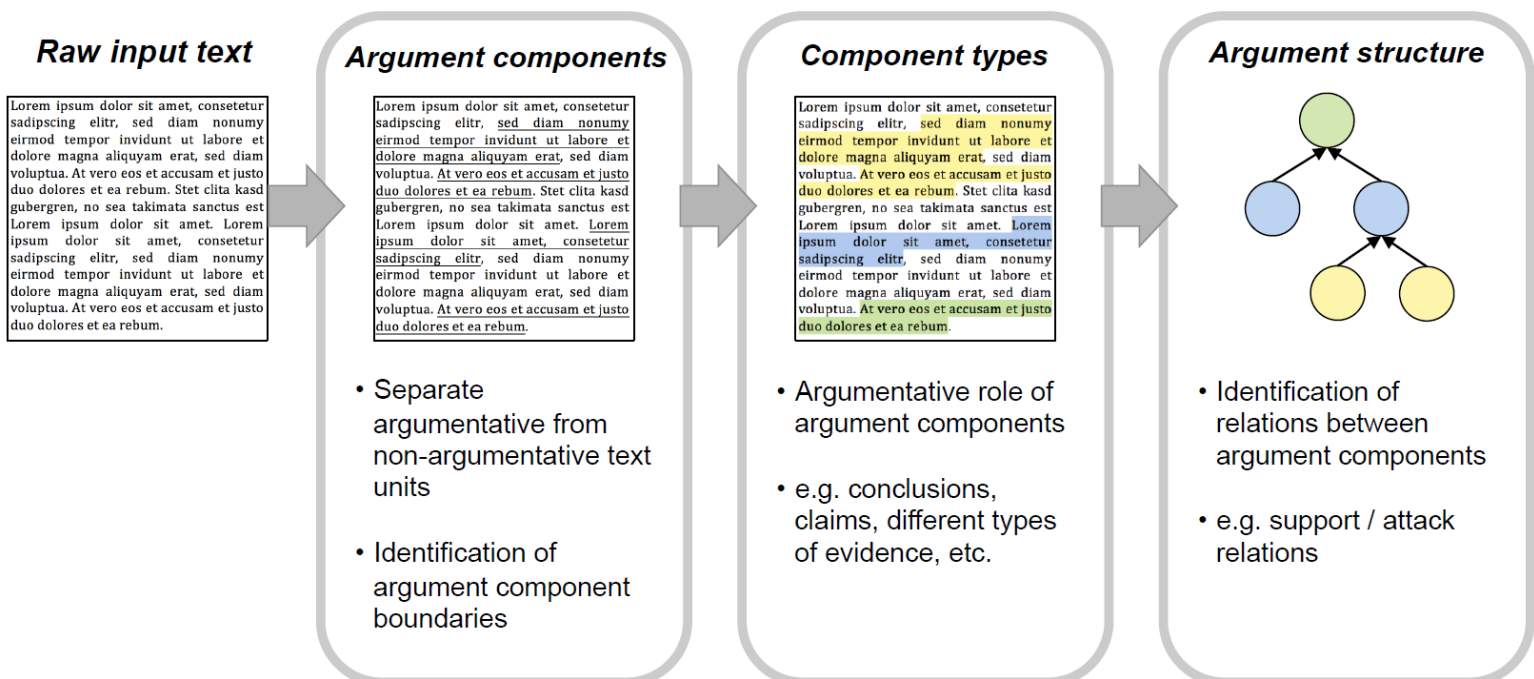 Raw input text
Lorem ipsum dolor sit amet, consetetur
sadipscing elitr, sed diam nonumy
eirmod tempor invidunt ut labore et
dolore magna aliquyam erat, sed diam
voluptua. At vero eos et accusam et justo
duo dolores et ea rebum. Stet clita kasd
gubergren, no sea takimata sanctus est
Lorem ipsum dolor sit amet. Lorem
ipsum dolor sit amet, consetetur
sadipscing elitr, sed diam nonumy
eirmod tempor invidunt ut labore et
dolore magna aliquyam erat, sed diam
voluptua. At vero eos et accusam et justo
duo dolores et ea rebum.
Argument components
Lorem ipsum dolor sit amet, consetetur
sadipscing elitr, sed diam nonumy
eirmod tempor invidunt ut labore et
dolore magna aliquyam erat, sed diam
voluptua. At vero eos et accusam et justo
duo dolores et ea rebum. Stet clita kasd
gubergren, no sea takimata sanctus est
Lorem ipsum dolor sit amet. Lorem
ipsum dolor sit amet, consetetur
sadipscing elitr, sed diam nonumy
eirmod tempor invidunt ut labore et
dolore magna aliquyam erat, sed diam
voluptua. At vero eos et accusam et justo
duo dolores et ea rebum.
• Separate
argumentative from
non-argumentative text
units
• Identification of
argument component
boundaries
Component types
Lorem ipsum dolor sit amet, consetetur
sadipscing elitr, sed diam nonumy
eirmod tempor invidunt ut labore et
dolore magna aliquyam erat, sed diam
voluptua. At vero eos et accusam et justo
duo dolores et ea rebum. Stet clita kasd
gubergren, no sea takimata sanctus est
Lorem ipsum dolor sit amet. Lorem
ipsum dolor sit amet, consetetur
sadipscing elitr, sed diam nonumy
eirmod tempor invidunt ut labore et
dolore magna aliquyam erat, sed diam
voluptua. At vero eos et accusam et justo
duo dolores et ea rebum.
• Argumentative role of
argument components
• e.g. conclusions,
claims, different types
of evidence, etc.
Argument structure
• Identification of
relations between
argument components
• e.g. support / attack
relations